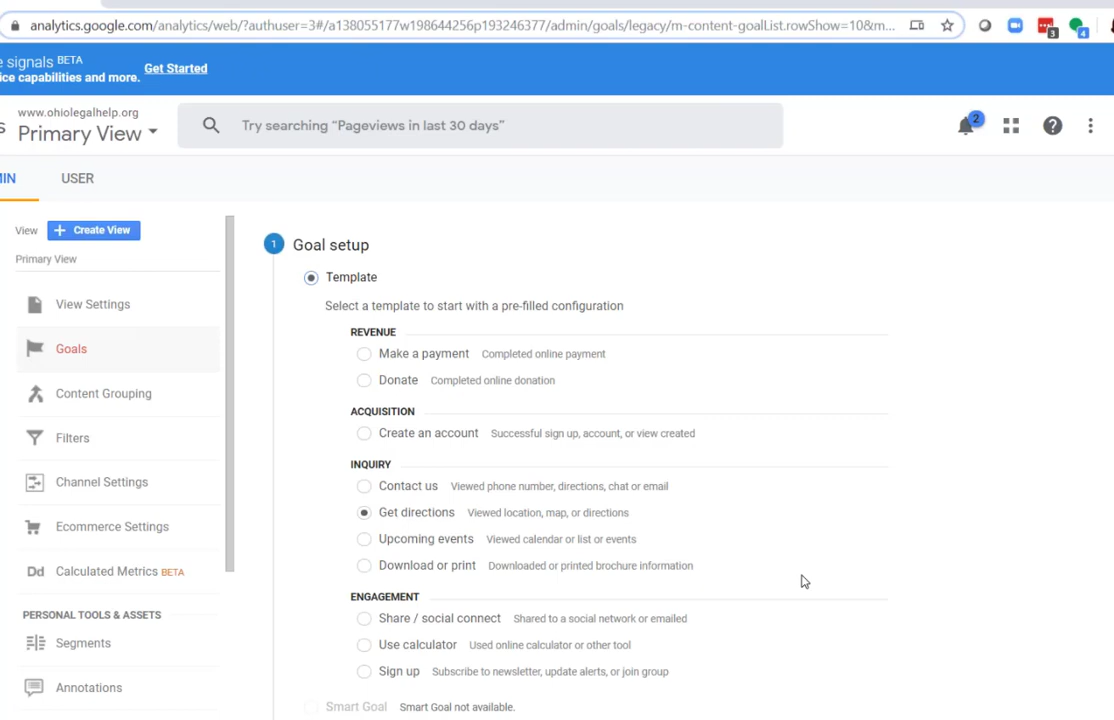 analytics.google.com/analytics/web/?authuser=3#/a138055177w198644256p193246377/admin/goals/legacy/m-content-goalList.rowShow=10&m...
3
4
e signals BETA
ice capabilities and more.
Get Started
www.ohiolegalhelp.org
s Primary View
Try searching “Pageviews in last 30 days”
2
MIN
USER
View
+ Create View
Primary View
View Settings
Goals
Content Grouping
Filters
Channel Settings
Ecommerce Settings
Dd Calculated Metrics BETA
PERSONAL TOOLS & ASSETS
Segments
Annotations
1 Goal setup
Template
Select a template to start with a pre-filled configuration
REVENUE
Make a payment Completed online payment
Donate Completed online donation
ACQUISITION
Create an account Successful sign up, account, or view created
INQUIRY
Contact us Viewed phone number, directions, chat or email
Get directions Viewed location, map, or directions
Upcoming events Viewed calendar or list or events
Download or print Downloaded or printed brochure information
ENGAGEMENT
Share / social connect Shared to a social network or emailed
Use calculator Used online calculator or other tool
Sign up Subscribe to newsletter, update alerts, or join group
Smart Goal Smart Goal not available.